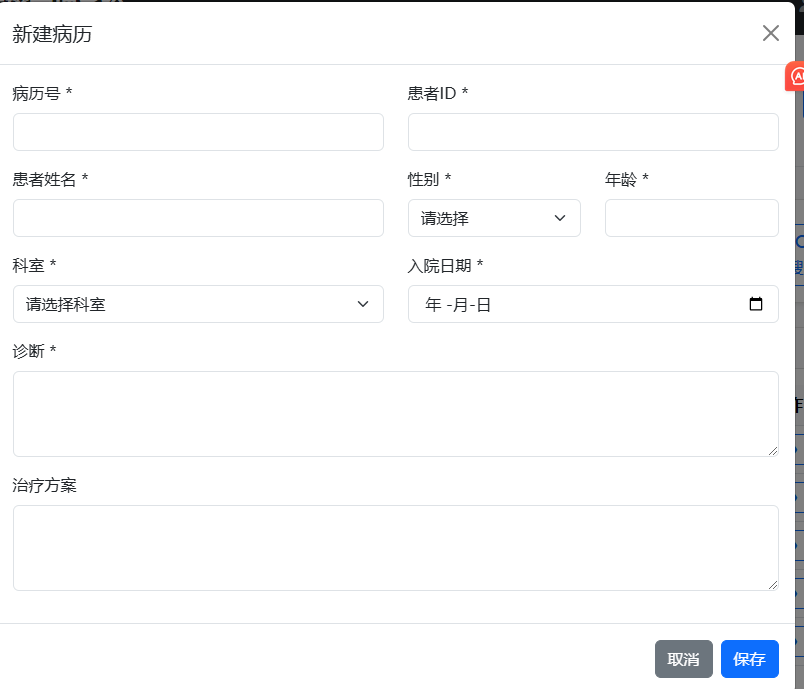 新建病历
病历号 * 患者ID *
患者姓名 * 性别 * 年龄 *
请选择
科室 * 入院日期 *
请选择科室 年 -月-日
诊断 *
治疗方案
取消 保存